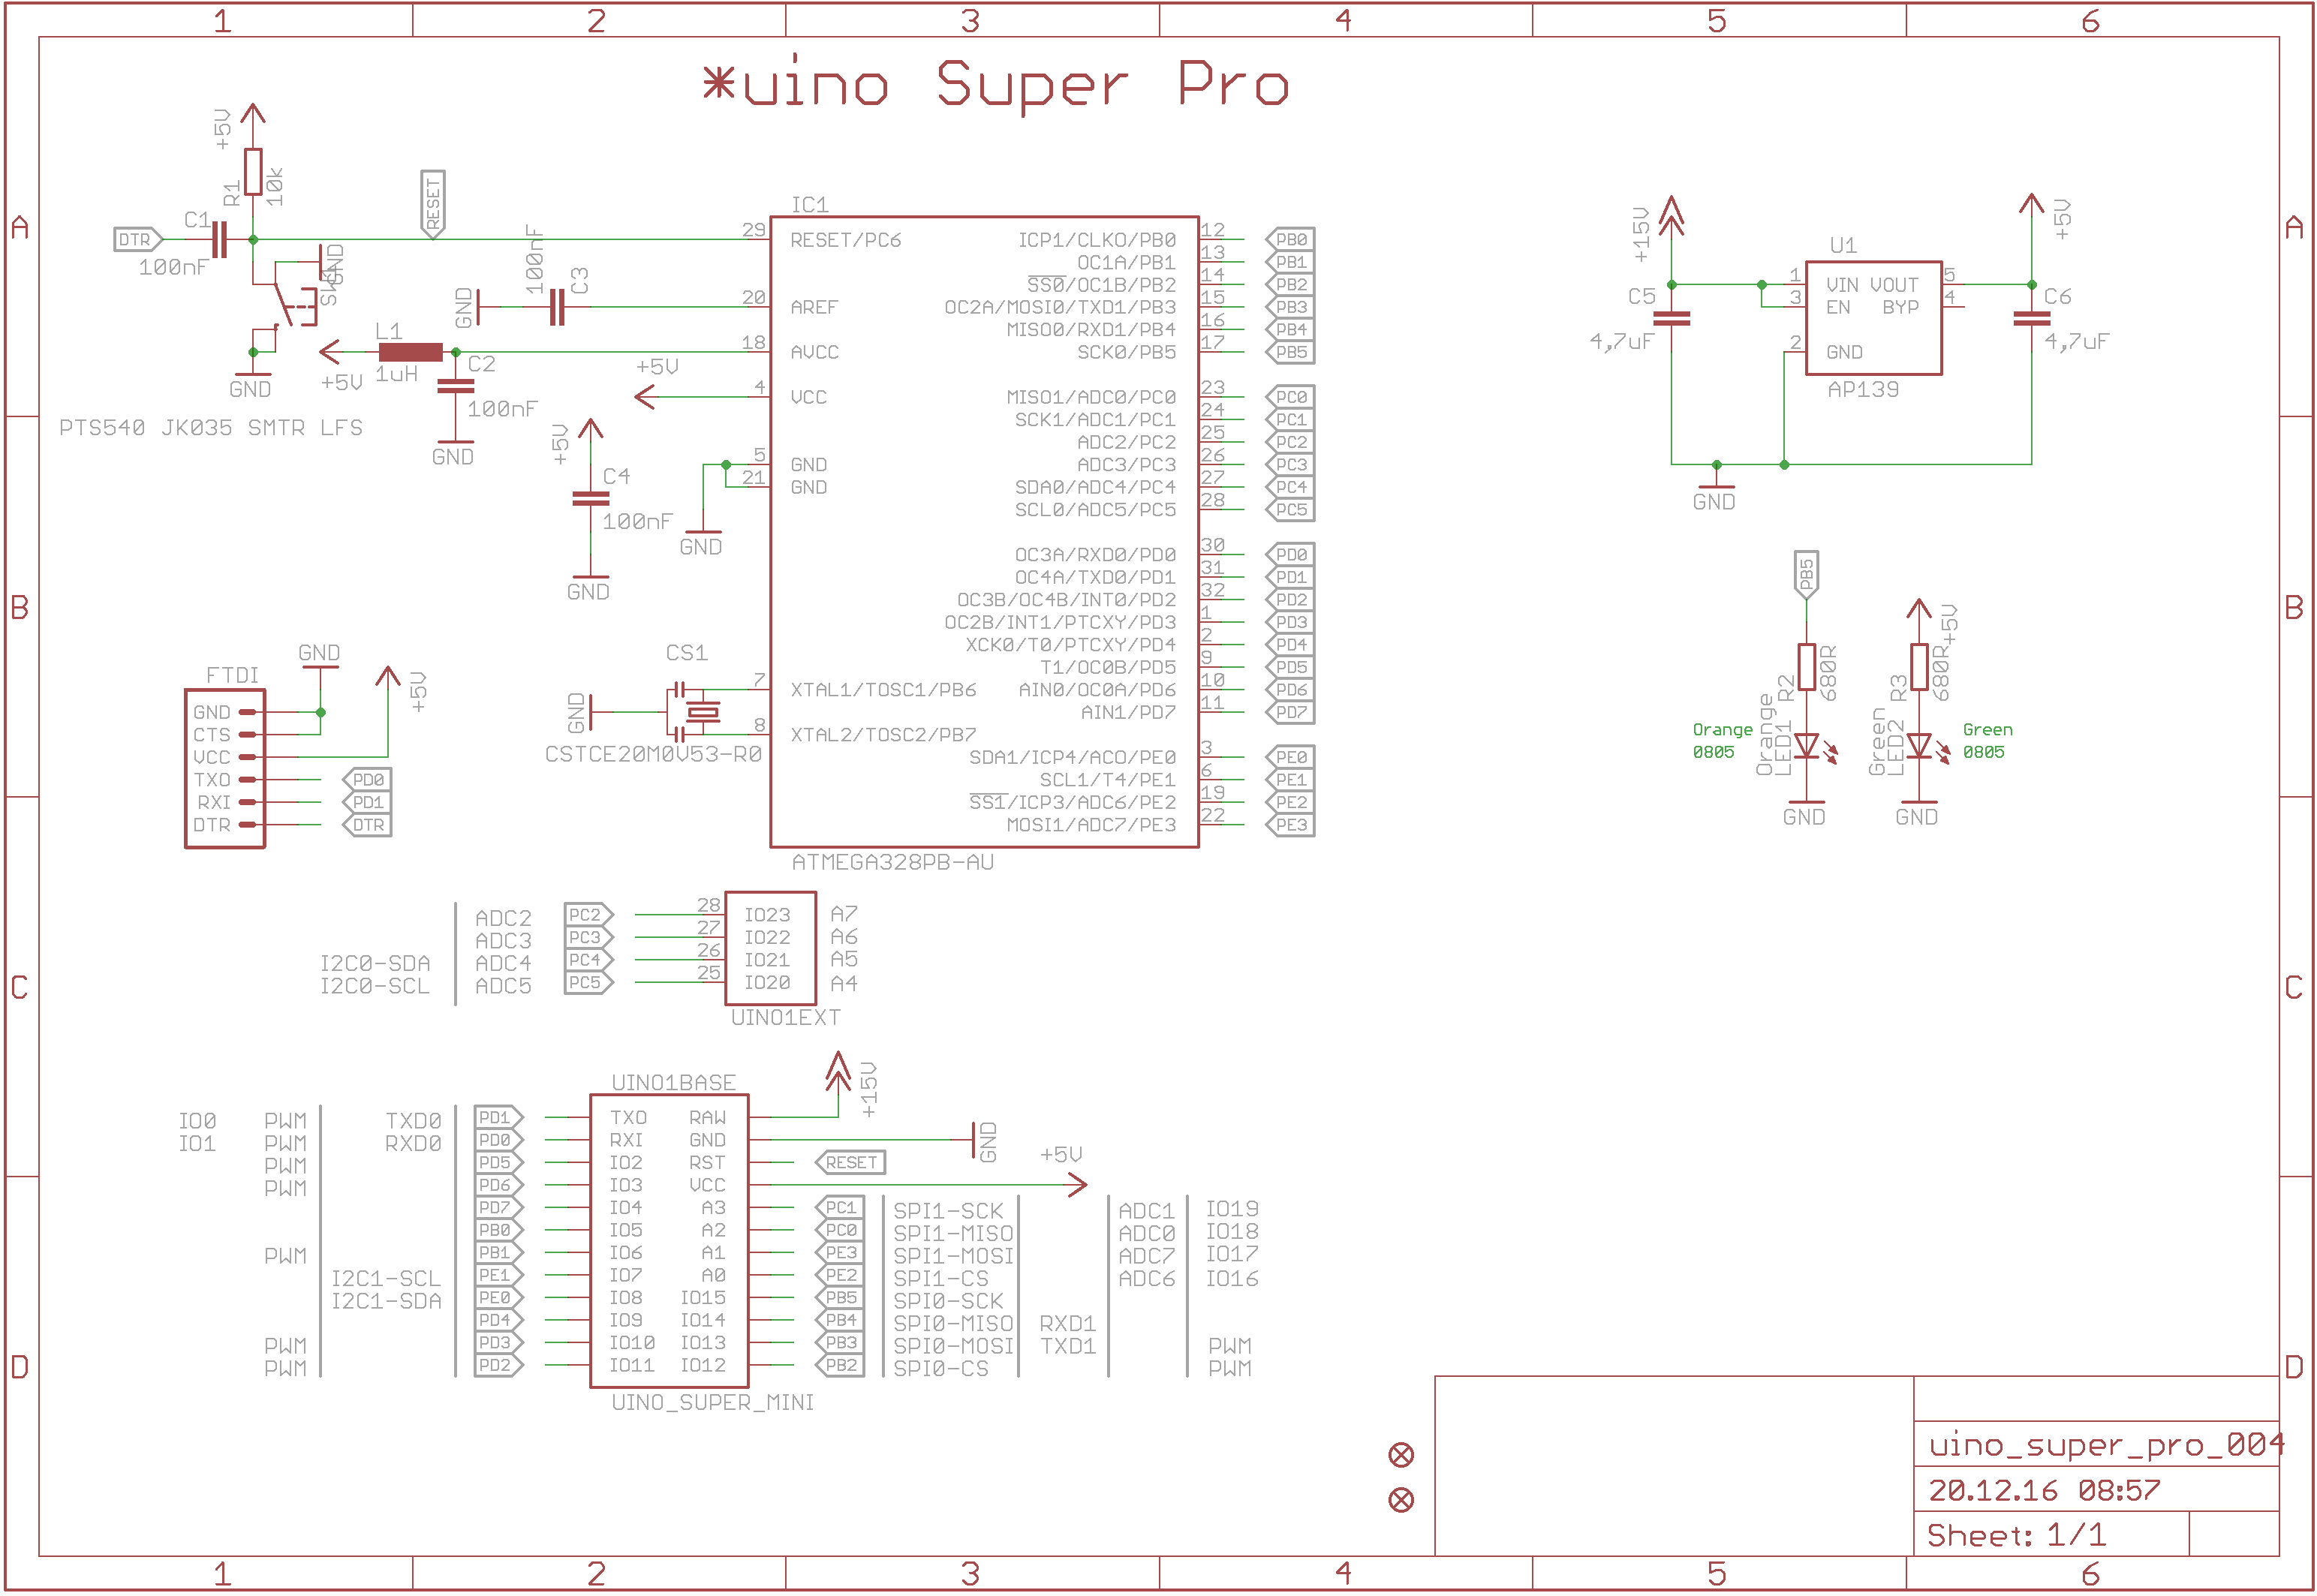 1 2 3 4 5 6
*uino Super Pro
A
+5V
R1
10k
C1
DTR
100nF
RESET
GND
SW1
PTS540 JK035 SMTR LFS
GND
GND
100nF
C3
L1
+5V
1uH
C2
100nF
GND
+5V
+5V
C4
100nF
GND
GND
IC1
29 RESET/PC6
20 AREF
18 AVCC
4 VCC
5 GND
21 GND
7 XTAL1/TOSC1/PB6
8 XTAL2/TOSC2/PB7
ICP1/CLKO/PB0 12 PB0
OC1A/PB1 13 PB1
SS0/OC1B/PB2 14 PB2
OC2A/MOSI0/TXD1/PB3 15 PB3
MISO0/RXD1/PB4 16 PB4
SCK0/PB5 17 PB5
MISO1/ADC0/PC0 23 PC0
SCK1/ADC1/PC1 24 PC1
ADC2/PC2 25 PC2
ADC3/PC3 26 PC3
SDA0/ADC4/PC4 27 PC4
SCL0/ADC5/PC5 28 PC5
OC3A/RXD0/PD0 30 PD0
OC4A/TXD0/PD1 31 PD1
OC3B/OC4B/INT0/PD2 32 PD2
OC2B/INT1/PTCXY/PD3 1 PD3
XCK0/T0/PTCXY/PD4 2 PD4
T1/OC0B/PD5 9 PD5
AIN0/OC0A/PD6 10 PD6
AIN1/PD7 11 PD7
SDA1/ICP4/ACO/PE0 3 PE0
SCL1/T4/PE1 6 PE1
SS1/ICP3/ADC6/PE2 19 PE2
MOSI1/ADC7/PE3 22 PE3
ATMEGA328PB-AU
CS1
GND
CSTCE20M0V53-R0
+15V
C5
4,7uF
U1
1 VIN VOUT 5
3 EN BYP 4
2 GND
AP139
+5V
C6
4,7uF
GND
A
B
PB5
R2
680R
Orange
LED1
Orange
0805
GND
+5V
R3
680R
Green
LED2
Green
0805
GND
B
FTDI
GND
+5V
GND
CTS
VCC
TXO PD0
RXI PD1
DTR DTR
C
ADC2 PC2 28 IO23 A7
ADC3 PC3 27 IO22 A6
I2C0-SDA ADC4 PC4 26 IO21 A5
I2C0-SCL ADC5 PC5 25 IO20 A4
UINO1EXT
C
UINO1BASE
+15V
IO0 PWM TXD0 PD1 TXO RAW
IO1 PWM RXD0 PD0 RXI GND GND
PWM PD5 IO2 RST RESET
PWM PD6 IO3 VCC +5V
PD7 IO4 A3 PC1 SPI1-SCK ADC1 IO19
PB0 IO5 A2 PC0 SPI1-MISO ADC0 IO18
PWM PB1 IO6 A1 PE3 SPI1-MOSI ADC7 IO17
I2C1-SCL PE1 IO7 A0 PE2 SPI1-CS ADC6 IO16
I2C1-SDA PE0 IO8 IO15 PB5 SPI0-SCK
PD4 IO9 IO14 PB4 SPI0-MISO RXD1
PWM PD3 IO10 IO13 PB3 SPI0-MOSI TXD1 PWM
PWM PD2 IO11 IO12 PB2 SPI0-CS PWM
UINO_SUPER_MINI
D
D
uino_super_pro_004
20.12.16 08:57
Sheet: 1/1
1 2 3 4 5 6